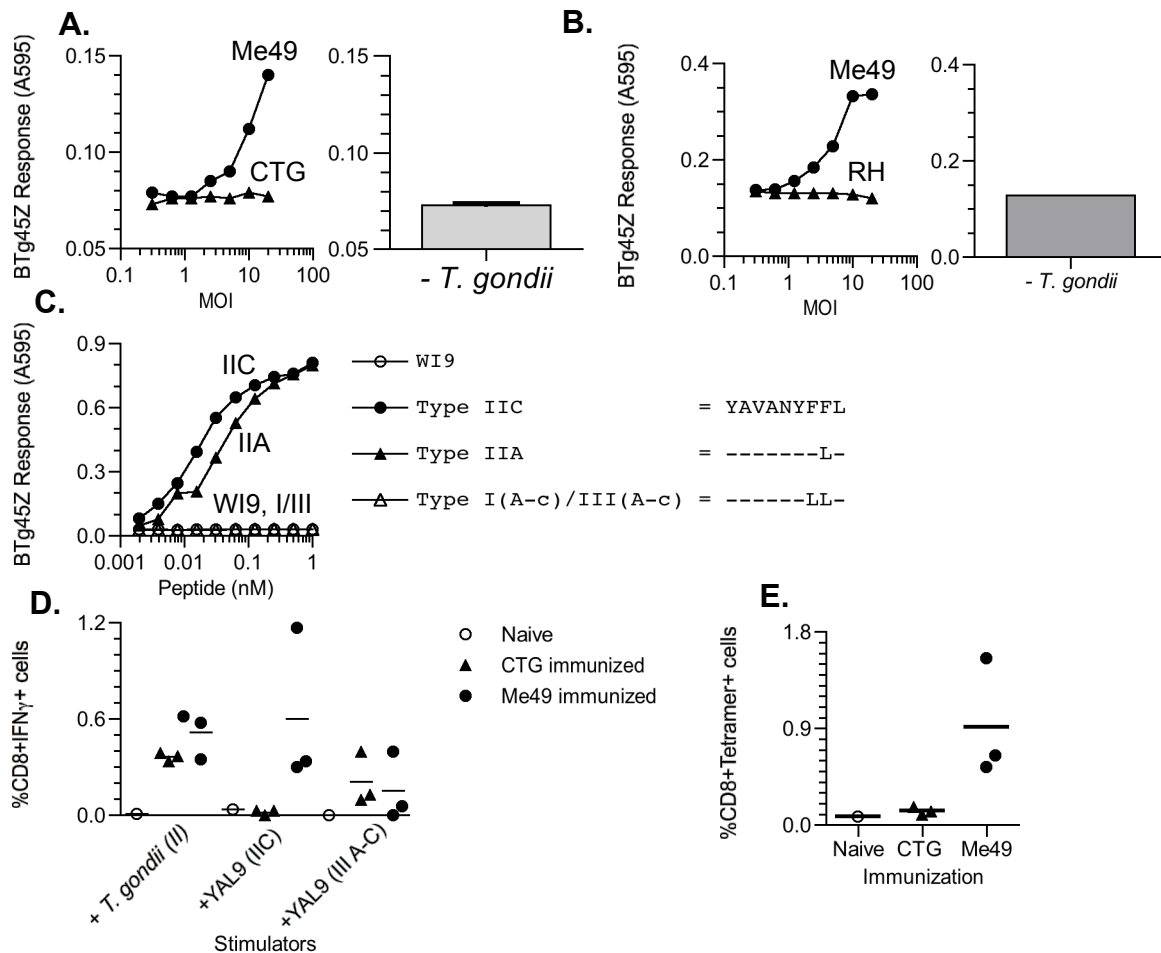 A.
BTg45Z Response (A595)
0.15
0.10
0.05
Me49
CTG
0.1 1 10 100
MOI
0.15
0.10
0.05
- T. gondii
B.
BTg45Z Response (A595)
0.4
0.2
0.0
Me49
RH
0.1 1 10 100
MOI
0.4
0.2
0.0
- T. gondii
C.
BTg45Z Response (A595)
0.9
0.6
0.3
0.0
IIC
IIA
WI9, I/III
0.001 0.01 0.1 1
Peptide (nM)
WI9
Type IIC = YAVANYFFL
Type IIA = -------L-
Type I(A-c)/III(A-c) = ------LL-
D.
%CD8+IFNγ+ cells
1.2
0.6
0.0
+ T. gondii (II)
+YAL9 (IIC)
+YAL9 (III A-C)
Stimulators
Naive
CTG immunized
Me49 immunized
E.
%CD8+Tetramer+ cells
1.8
0.9
0.0
Naive CTG Me49
Immunization